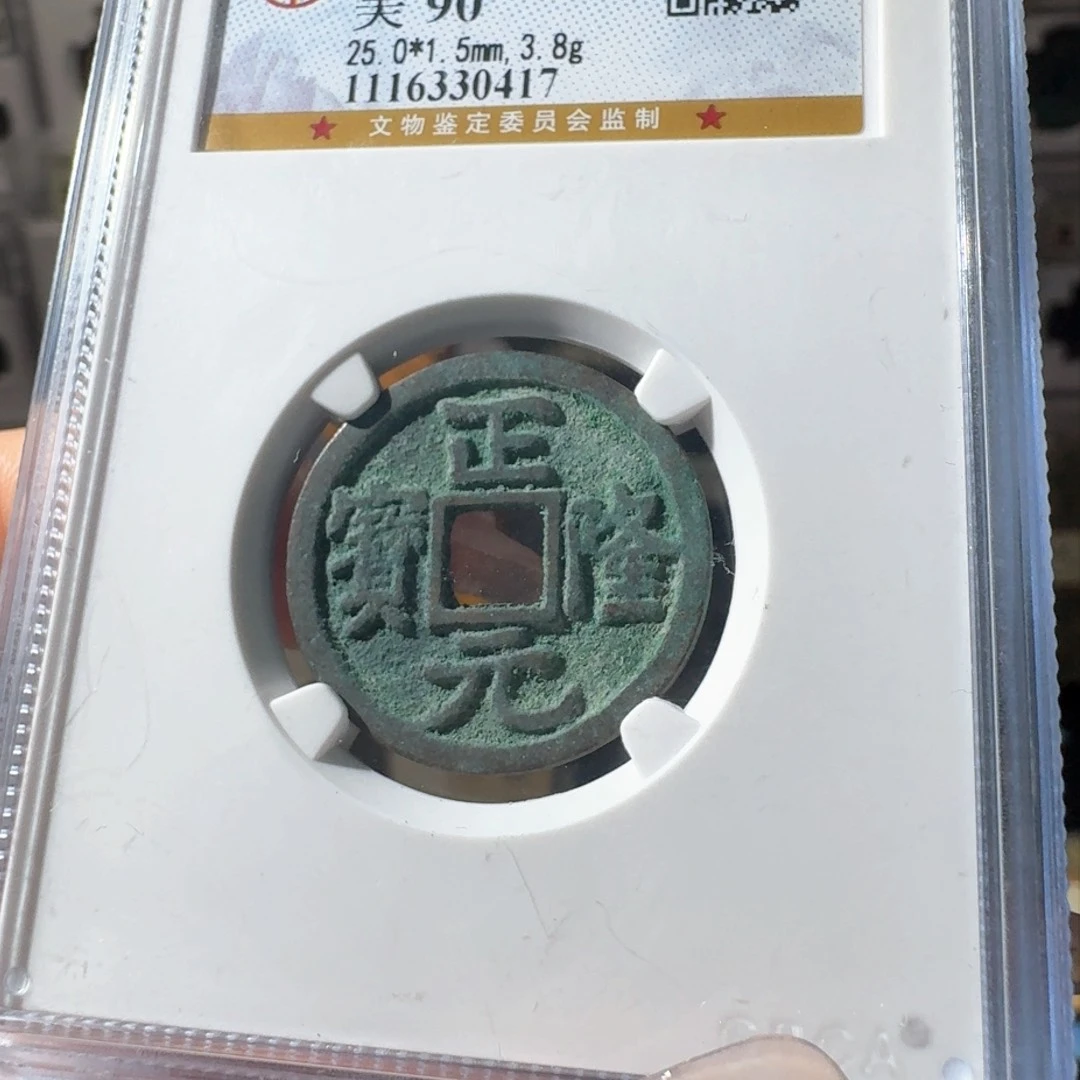 美 90
25.0*1.5mm, 3.8g
1116330417
★ 文物鉴定委员会监制 ★
正隆元寶